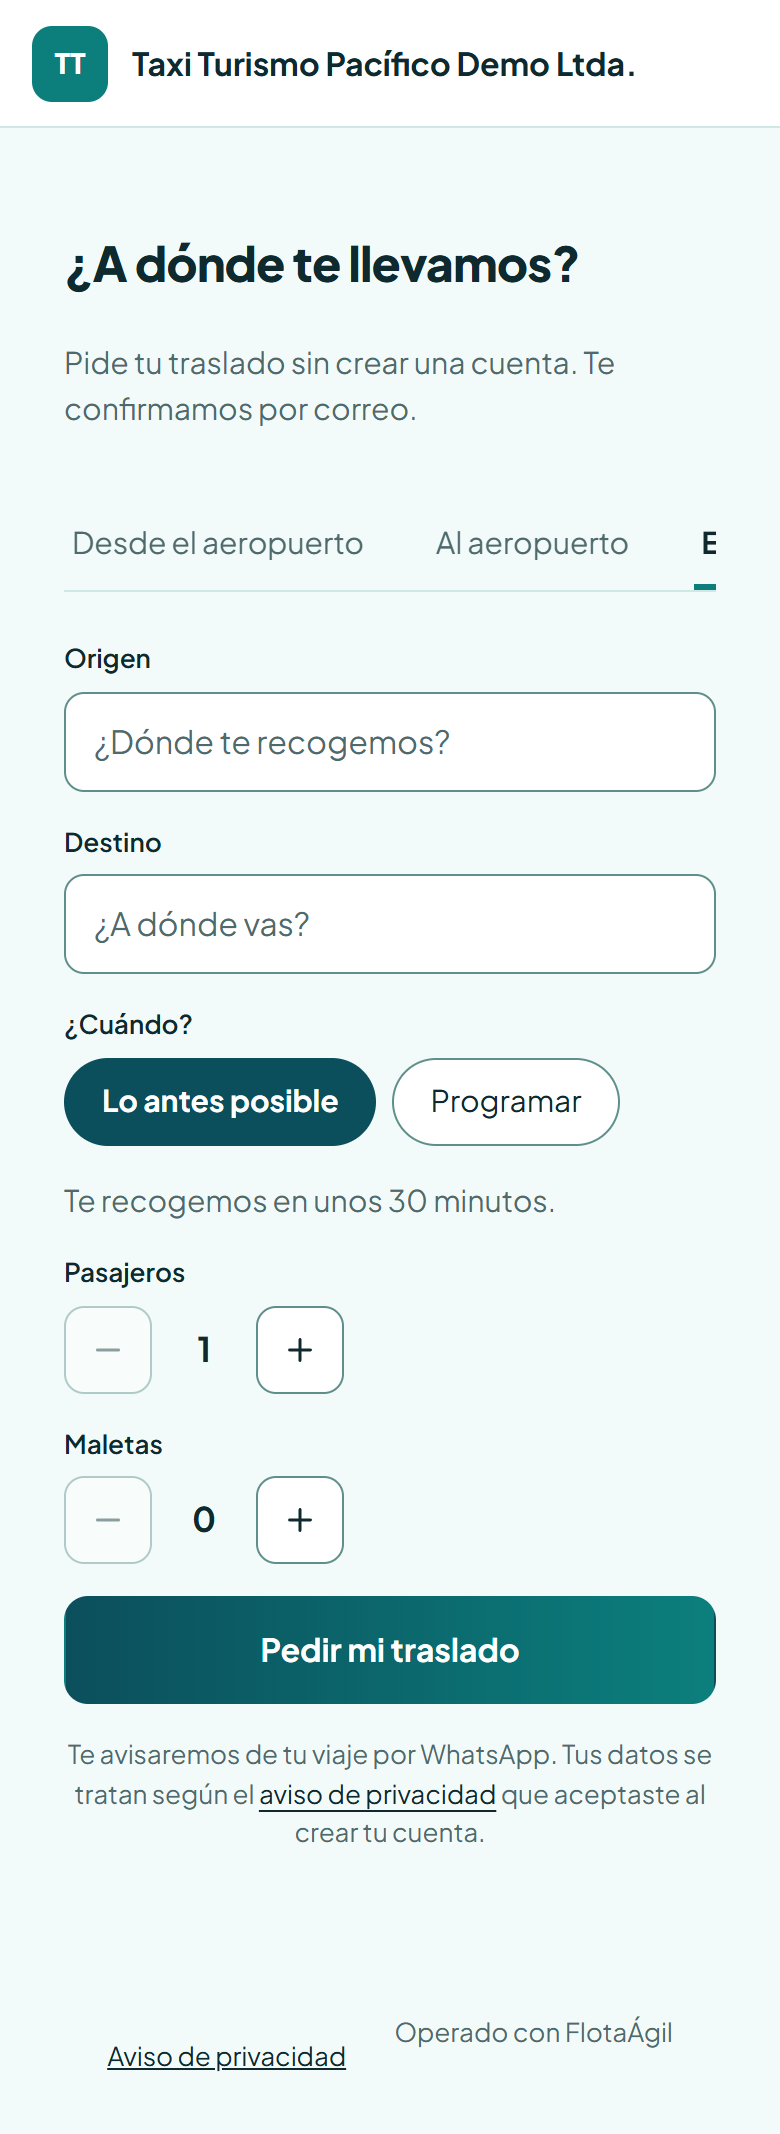 TT
Taxi Turismo Pacífico Demo Ltda.
¿A dónde te llevamos?
Pide tu traslado sin crear una cuenta. Te
confirmamos por correo.
Desde el aeropuerto Al aeropuerto E
Origen
¿Dónde te recogemos?
Destino
¿A dónde vas?
¿Cuándo?
Lo antes posible Programar
Te recogemos en unos 30 minutos.
Pasajeros
− 1 +
Maletas
− 0 +
Pedir mi traslado
Te avisaremos de tu viaje por WhatsApp. Tus datos se
tratan según el aviso de privacidad que aceptaste al
crear tu cuenta.
Operado con FlotaÁgil
Aviso de privacidad